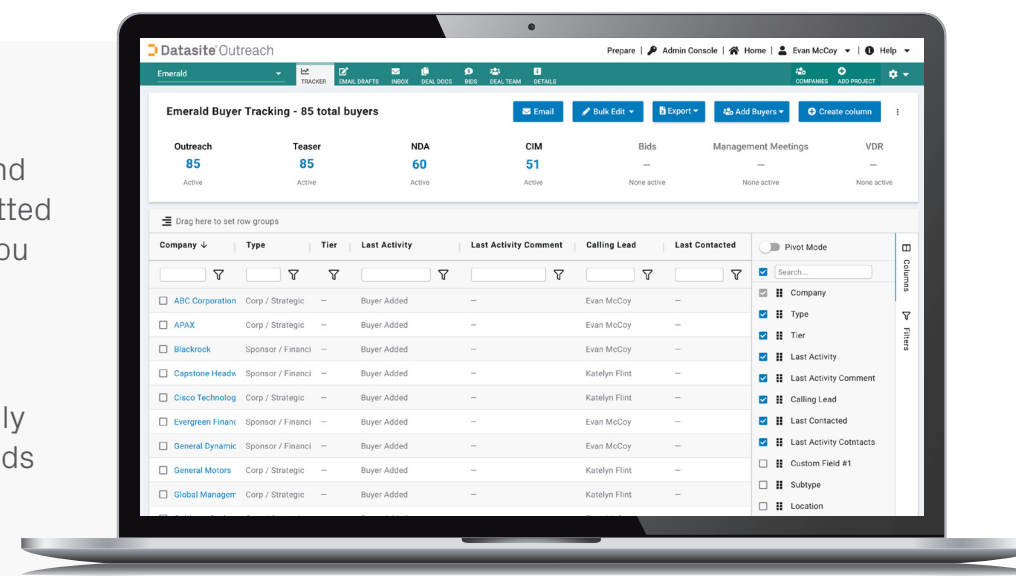 nd
tted
ou
ly
ds
Datasite Outreach
Prepare | Admin Console | Home | Evan McCoy | Help
Emerald TRACKER EMAIL DRAFTS INBOX DEAL DOCS BIDS DEAL TEAM DETAILS COMPANIES ADD PROJECT
Emerald Buyer Tracking - 85 total buyers Email Bulk Edit Export Add Buyers Create column
Outreach Teaser NDA CIM Bids Management Meetings VDR
85 85 60 51 – – –
Active Active Active Active None active None active None active
Drag here to set row groups
Company ↓ Type Tier Last Activity Last Activity Comment Calling Lead Last Contacted
ABC Corporation Corp / Strategic – Buyer Added – Evan McCoy –
APAX Corp / Strategic – Buyer Added – Evan McCoy –
Blackrock Sponsor / Financi – Buyer Added – Evan McCoy –
Capstone Headw Sponsor / Financi – Buyer Added – Katelyn Flint –
Cisco Technolog Corp / Strategic – Buyer Added – Katelyn Flint –
Evergreen Financ Sponsor / Financi – Buyer Added – Evan McCoy –
General Dynamic Sponsor / Financi – Buyer Added – Evan McCoy –
General Motors Corp / Strategic – Buyer Added – Katelyn Flint –
Global Managem Corp / Strategic – Buyer Added – Katelyn Flint –
Pivot Mode
Search...
Company
Type
Tier
Last Activity
Last Activity Comment
Calling Lead
Last Contacted
Last Activity Cotntacts
Custom Field #1
Subtype
Location
Columns
Filters